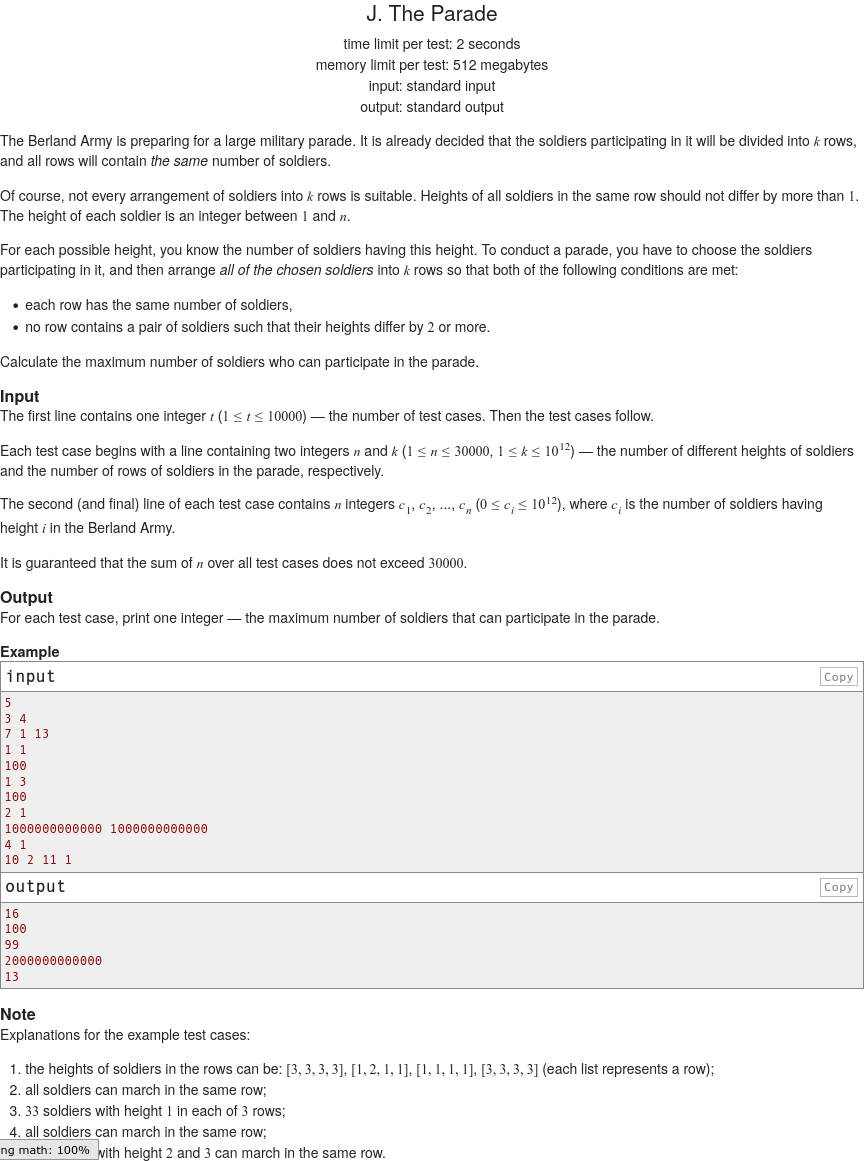 J. The Parade
time limit per test: 2 seconds
memory limit per test: 512 megabytes
input: standard input
output: standard output
The Berland Army is preparing for a large military parade. It is already decided that the soldiers participating in it will be divided into k rows,
and all rows will contain the same number of soldiers.
Of course, not every arrangement of soldiers into k rows is suitable. Heights of all soldiers in the same row should not differ by more than 1.
The height of each soldier is an integer between 1 and n.
For each possible height, you know the number of soldiers having this height. To conduct a parade, you have to choose the soldiers
participating in it, and then arrange all of the chosen soldiers into k rows so that both of the following conditions are met:
• each row has the same number of soldiers,
• no row contains a pair of soldiers such that their heights differ by 2 or more.
Calculate the maximum number of soldiers who can participate in the parade.
Input
The first line contains one integer t (1 ≤ t ≤ 10000) — the number of test cases. Then the test cases follow.
Each test case begins with a line containing two integers n and k (1 ≤ n ≤ 30000, 1 ≤ k ≤ 10^12) — the number of different heights of soldiers
and the number of rows of soldiers in the parade, respectively.
The second (and final) line of each test case contains n integers c_1, c_2, ..., c_n (0 ≤ c_i ≤ 10^12), where c_i is the number of soldiers having
height i in the Berland Army.
It is guaranteed that the sum of n over all test cases does not exceed 30000.
Output
For each test case, print one integer — the maximum number of soldiers that can participate in the parade.
Example
input Copy
5
3 4
7 1 13
1 1
100
1 3
100
2 1
1000000000000 1000000000000
4 1
10 2 11 1
output Copy
16
100
99
2000000000000
13
Note
Explanations for the example test cases:
1. the heights of soldiers in the rows can be: [3, 3, 3, 3], [1, 2, 1, 1], [1, 1, 1, 1], [3, 3, 3, 3] (each list represents a row);
2. all soldiers can march in the same row;
3. 33 soldiers with height 1 in each of 3 rows;
4. all soldiers can march in the same row;
ng math: 100% with height 2 and 3 can march in the same row.